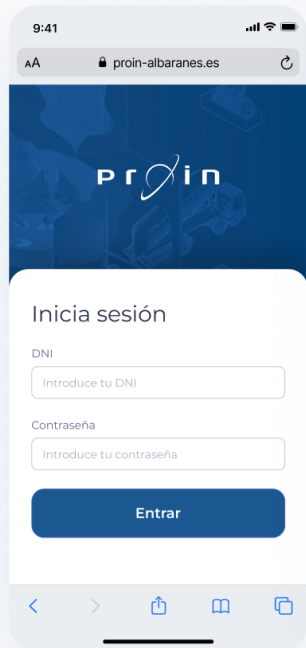 9:41
AA
proin-albaranes.es
proin
Inicia sesión
DNI
Introduce tu DNI
Contraseña
Introduce tu contraseña
Entrar